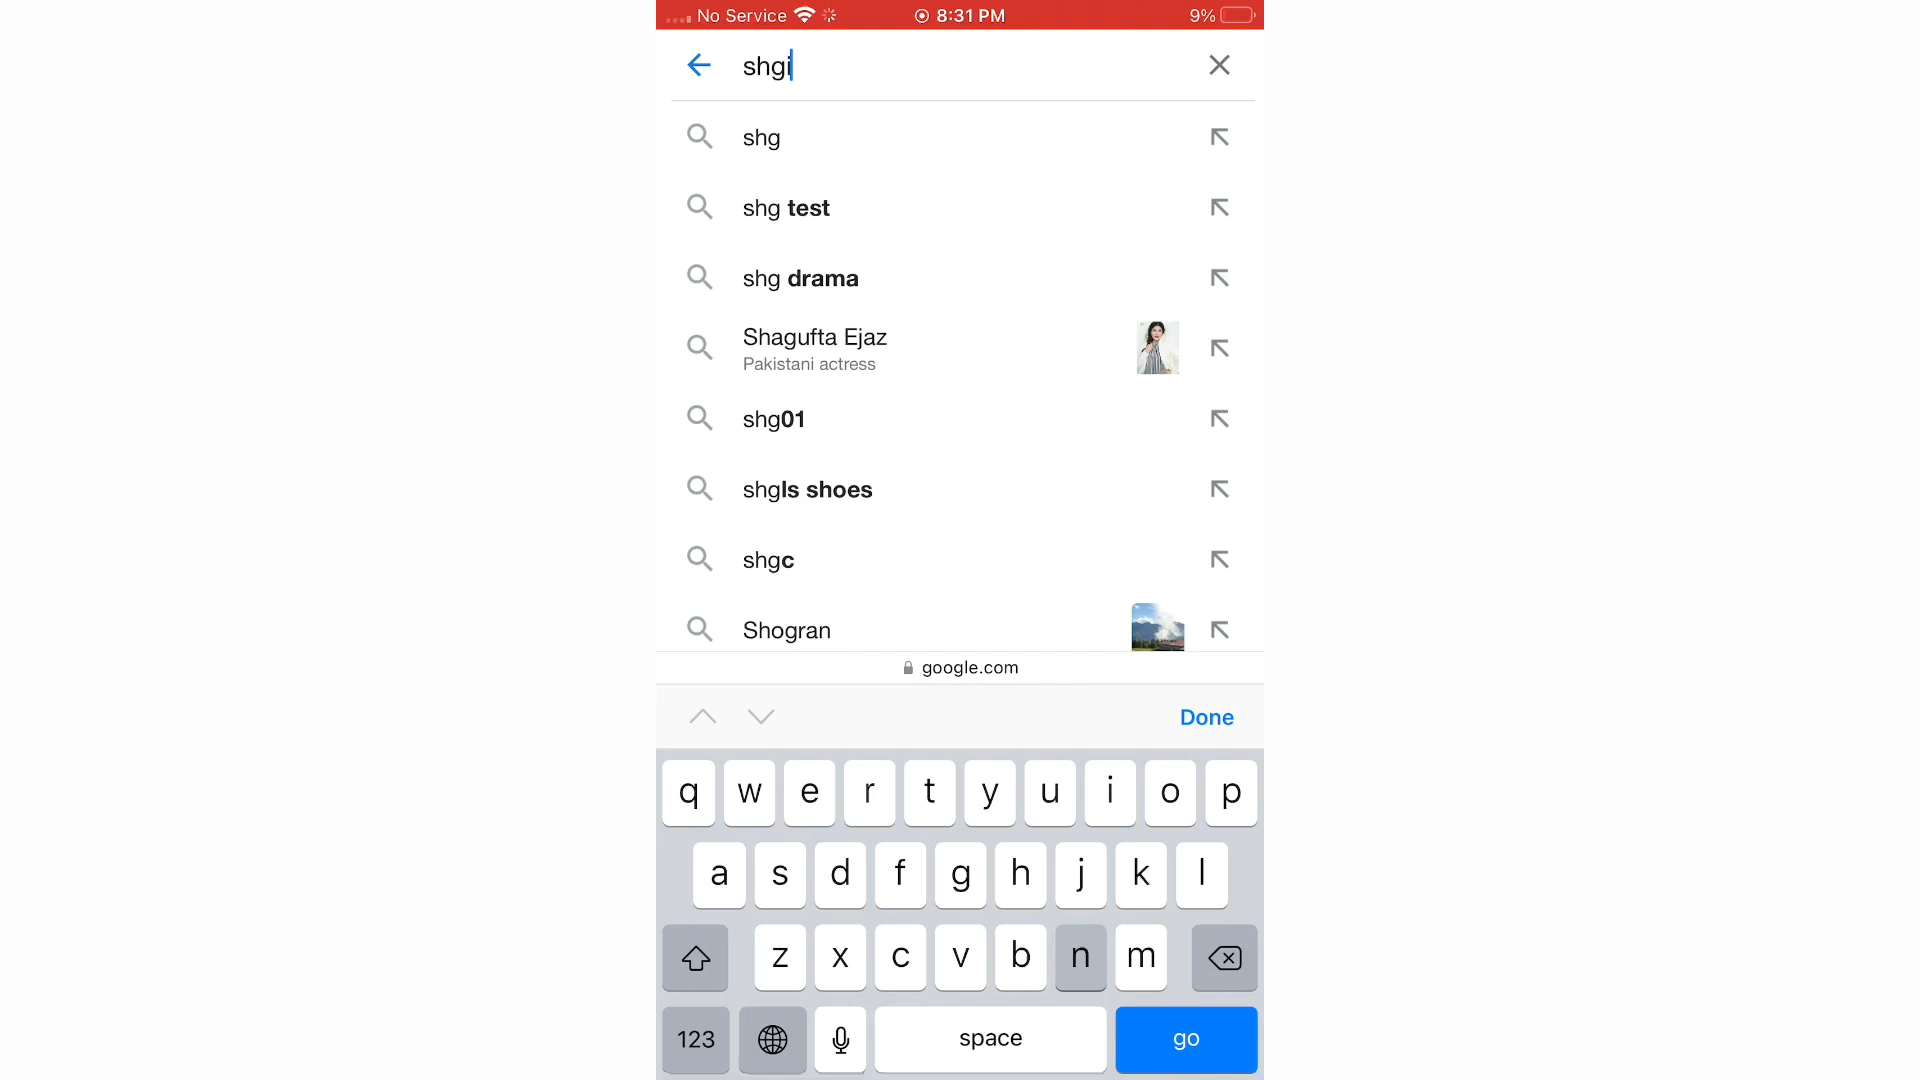 No Service 8:31 PM 9%
shgi
shg
shg test
shg drama
Shagufta Ejaz
Pakistani actress
shg01
shgls shoes
shgc
Shogran
google.com
Done
q w e r t y u i o p
a s d f g h j k l
z x c v b n m
123 space go